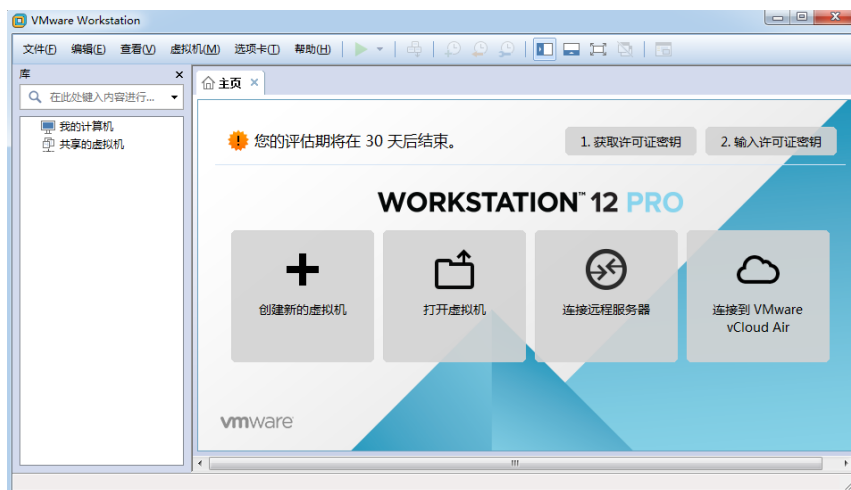 VMware Workstation
文件(F) 编辑(E) 查看(V) 虚拟机(M) 选项卡(T) 帮助(H)
库
主页
在此处键入内容进行...
我的计算机
共享的虚拟机
您的评估期将在 30 天后结束。
1. 获取许可证密钥
2. 输入许可证密钥
WORKSTATION™ 12 PRO
创建新的虚拟机
打开虚拟机
连接远程服务器
连接到 VMware
vCloud Air
vmware